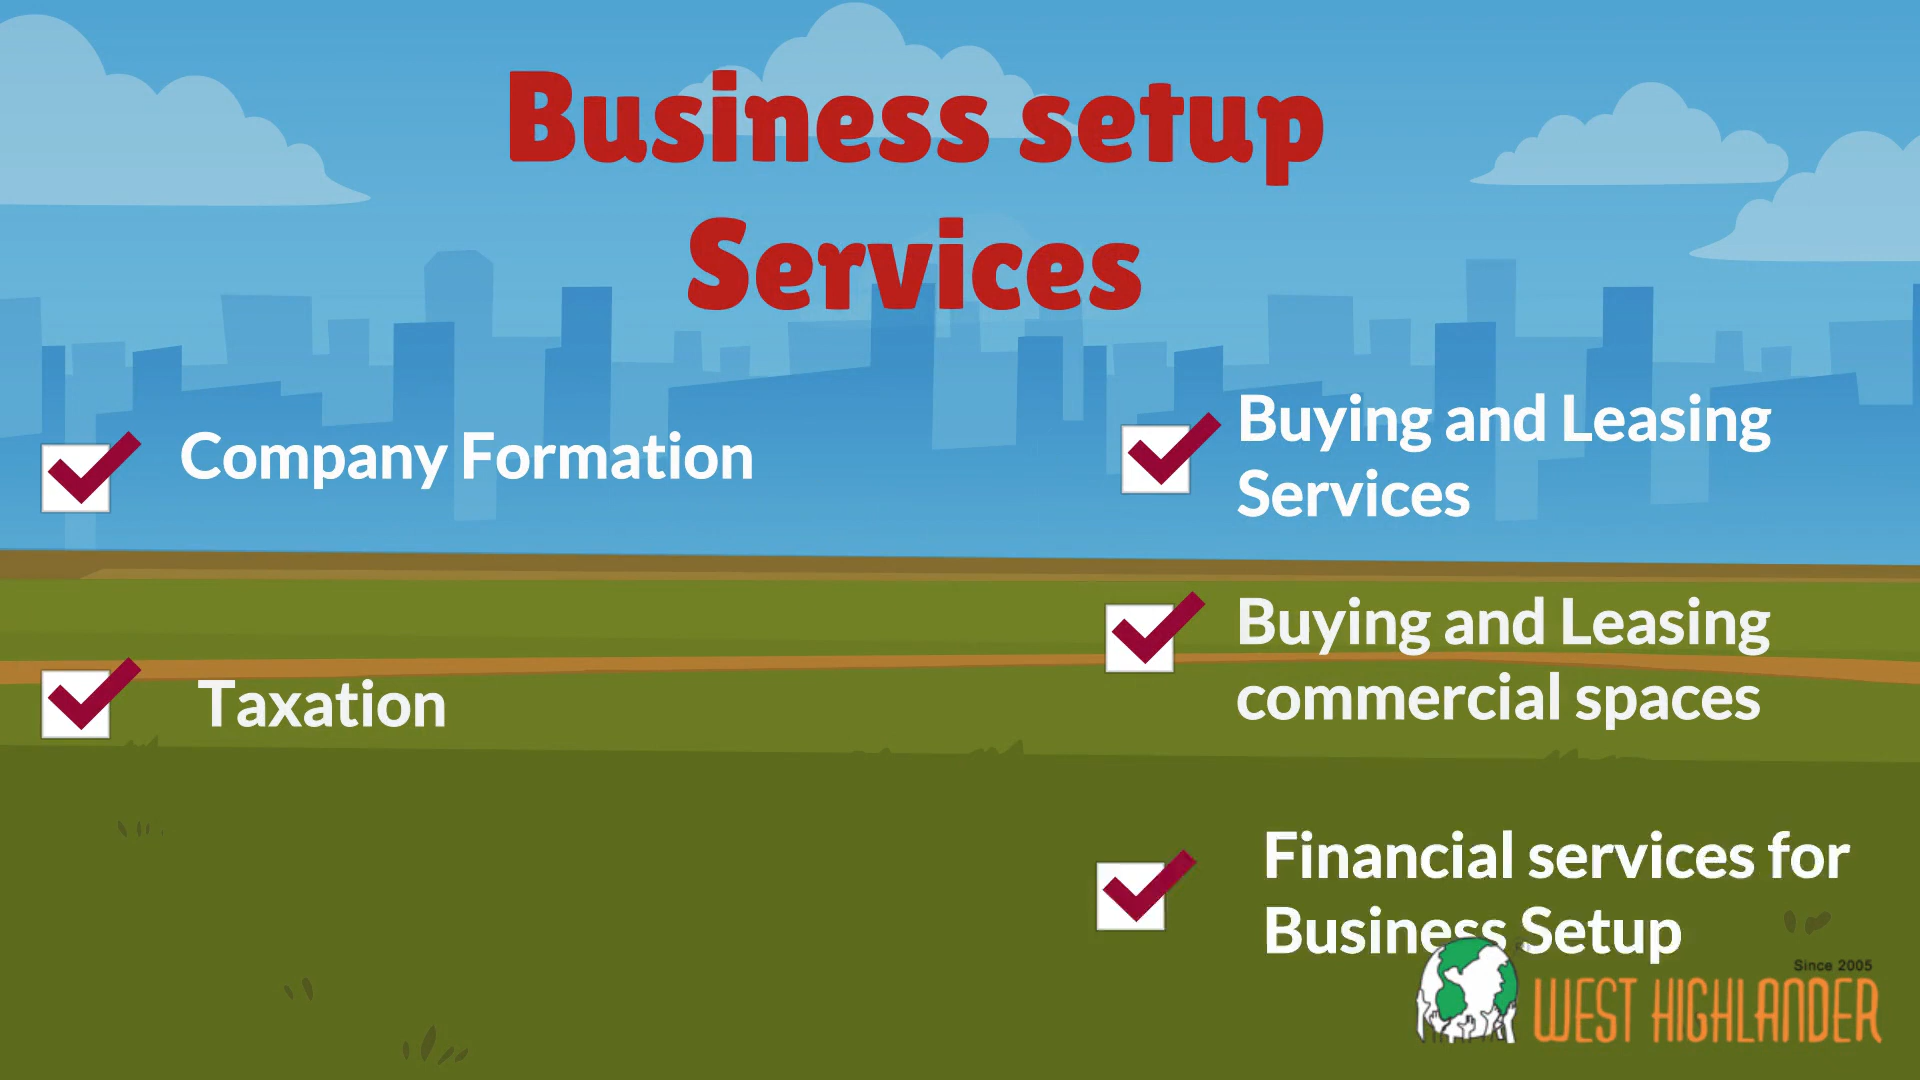 Business setup
Services
Company Formation
Taxation
Buying and Leasing
Services
Buying and Leasing
commercial spaces
Financial services for
Business Setup
Since 2005
WEST HIGHLANDER